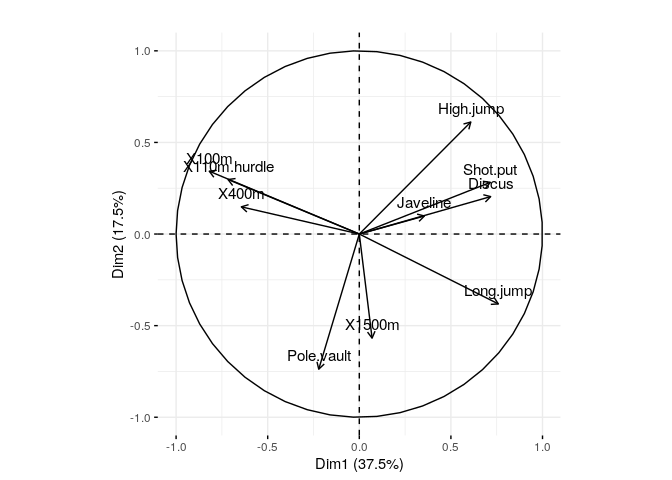 1.0
High.jump
0.5
X100m
X110m.hurdle
Shot.put
Discus
X400m
Javeline
Dim2 (17.5%)
0.0
Long.jump
-0.5
X1500m
Pole.vault
-1.0
-1.0
-0.5
0.0
0.5
1.0
Dim1 (37.5%)